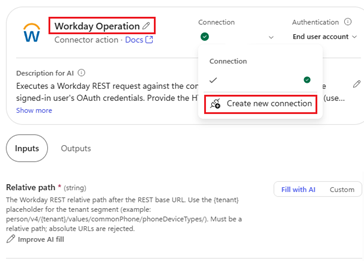 Workday Operation
Connector action · Docs
Connection
Authentication
End user account
Connection
Create new connection
Description for AI
Executes a Workday REST request against the con
signed-in user's OAuth credentials. Provide the H
e (use...
Show more
Inputs
Outputs
Relative path * (string)
Fill with AI
Custom
The Workday REST relative path after the REST base URL. Use the {tenant}
placeholder for the tenant segment (example:
person/v4/{tenant}/values/commonPhone/phoneDeviceTypes/). Must be a
relative path; absolute URLs are rejected.
Improve AI fill